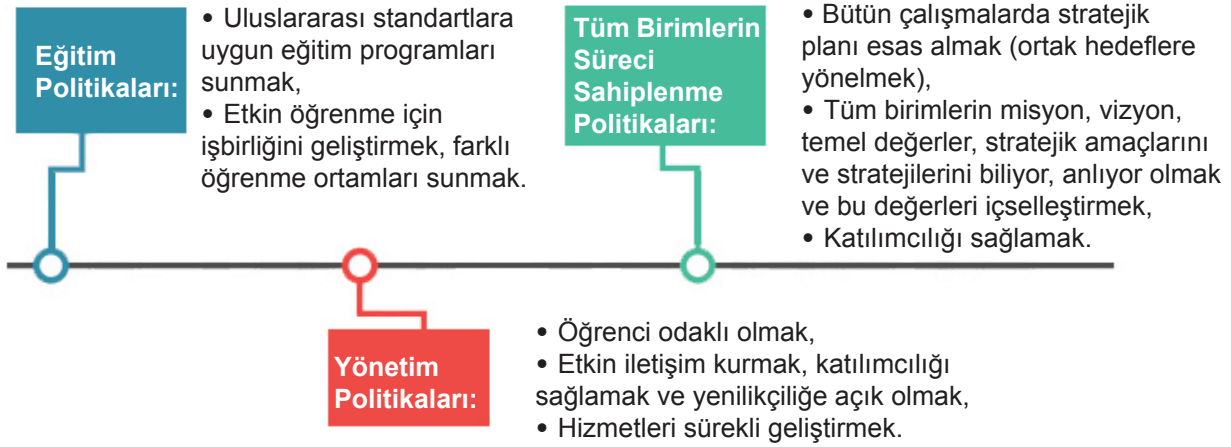 Eğitim
Politikaları:
• Uluslararası standartlara
uygun eğitim programları
sunmak,
• Etkin öğrenme için
işbirliğini geliştirmek, farklı
öğrenme ortamları sunmak.
Yönetim
Politikaları:
• Öğrenci odaklı olmak,
• Etkin iletişim kurmak, katılımcılığı
sağlamak ve yenilikçiliğe açık olmak,
• Hizmetleri sürekli geliştirmek.
Tüm Birimlerin
Süreci
Sahiplenme
Politikaları:
• Bütün çalışmalarda stratejik
planı esas almak (ortak hedeflere
yönelmek),
• Tüm birimlerin misyon, vizyon,
temel değerler, stratejik amaçlarını
ve stratejilerini biliyor, anlıyor olmak
ve bu değerleri içselleştirmek,
• Katılımcılığı sağlamak.